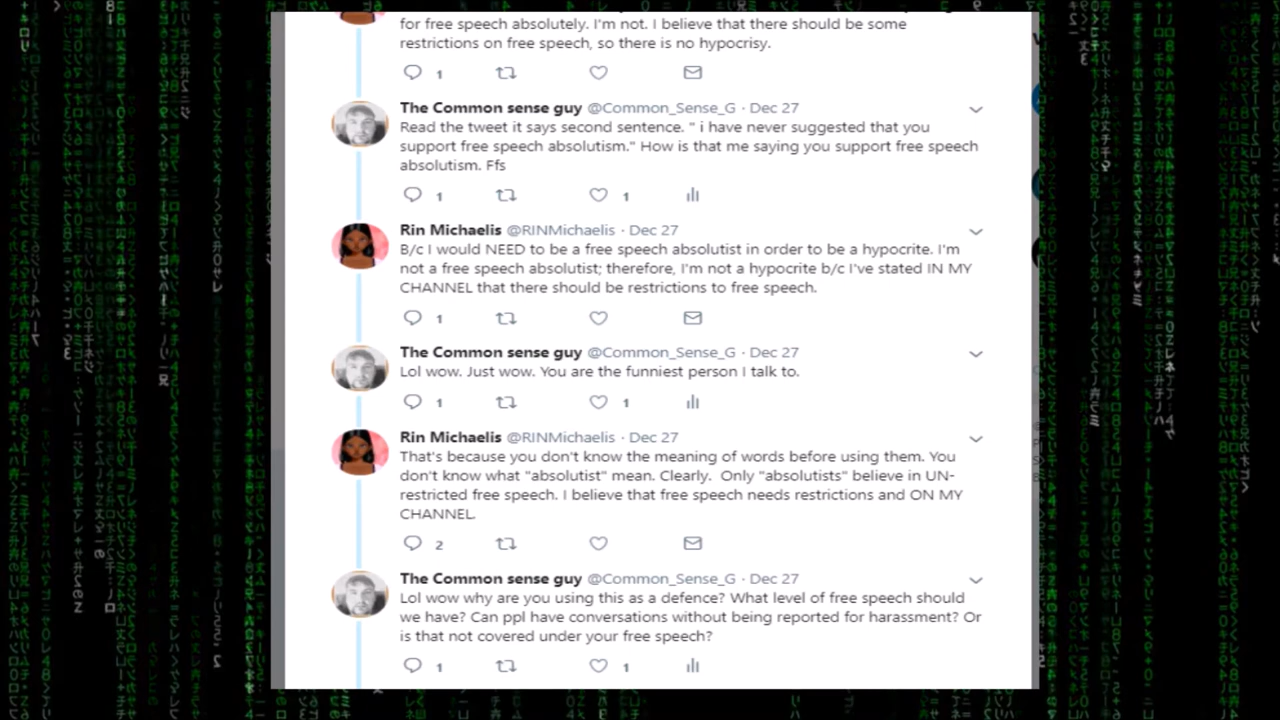 for free speech absolutely. I'm not. I believe that there should be some
restrictions on free speech, so there is no hypocrisy.
1
The Common sense guy @Common_Sense_G · Dec 27
Read the tweet it says second sentence. " i have never suggested that you
support free speech absolutism." How is that me saying you support free speech
absolutism. Ffs
1 1
Rin Michaelis @RINMichaelis · Dec 27
B/c I would NEED to be a free speech absolutist in order to be a hypocrite. I'm
not a free speech absolutist; therefore, I'm not a hypocrite b/c I've stated IN MY
CHANNEL that there should be restrictions to free speech.
1
The Common sense guy @Common_Sense_G · Dec 27
Lol wow. Just wow. You are the funniest person I talk to.
1 1
Rin Michaelis @RINMichaelis · Dec 27
That's because you don't know the meaning of words before using them. You
don't know what "absolutist" mean. Clearly. Only "absolutists" believe in UN-
restricted free speech. I believe that free speech needs restrictions and ON MY
CHANNEL.
2
The Common sense guy @Common_Sense_G · Dec 27
Lol wow why are you using this as a defence? What level of free speech should
we have? Can ppl have conversations without being reported for harassment? Or
is that not covered under your free speech?
1 1